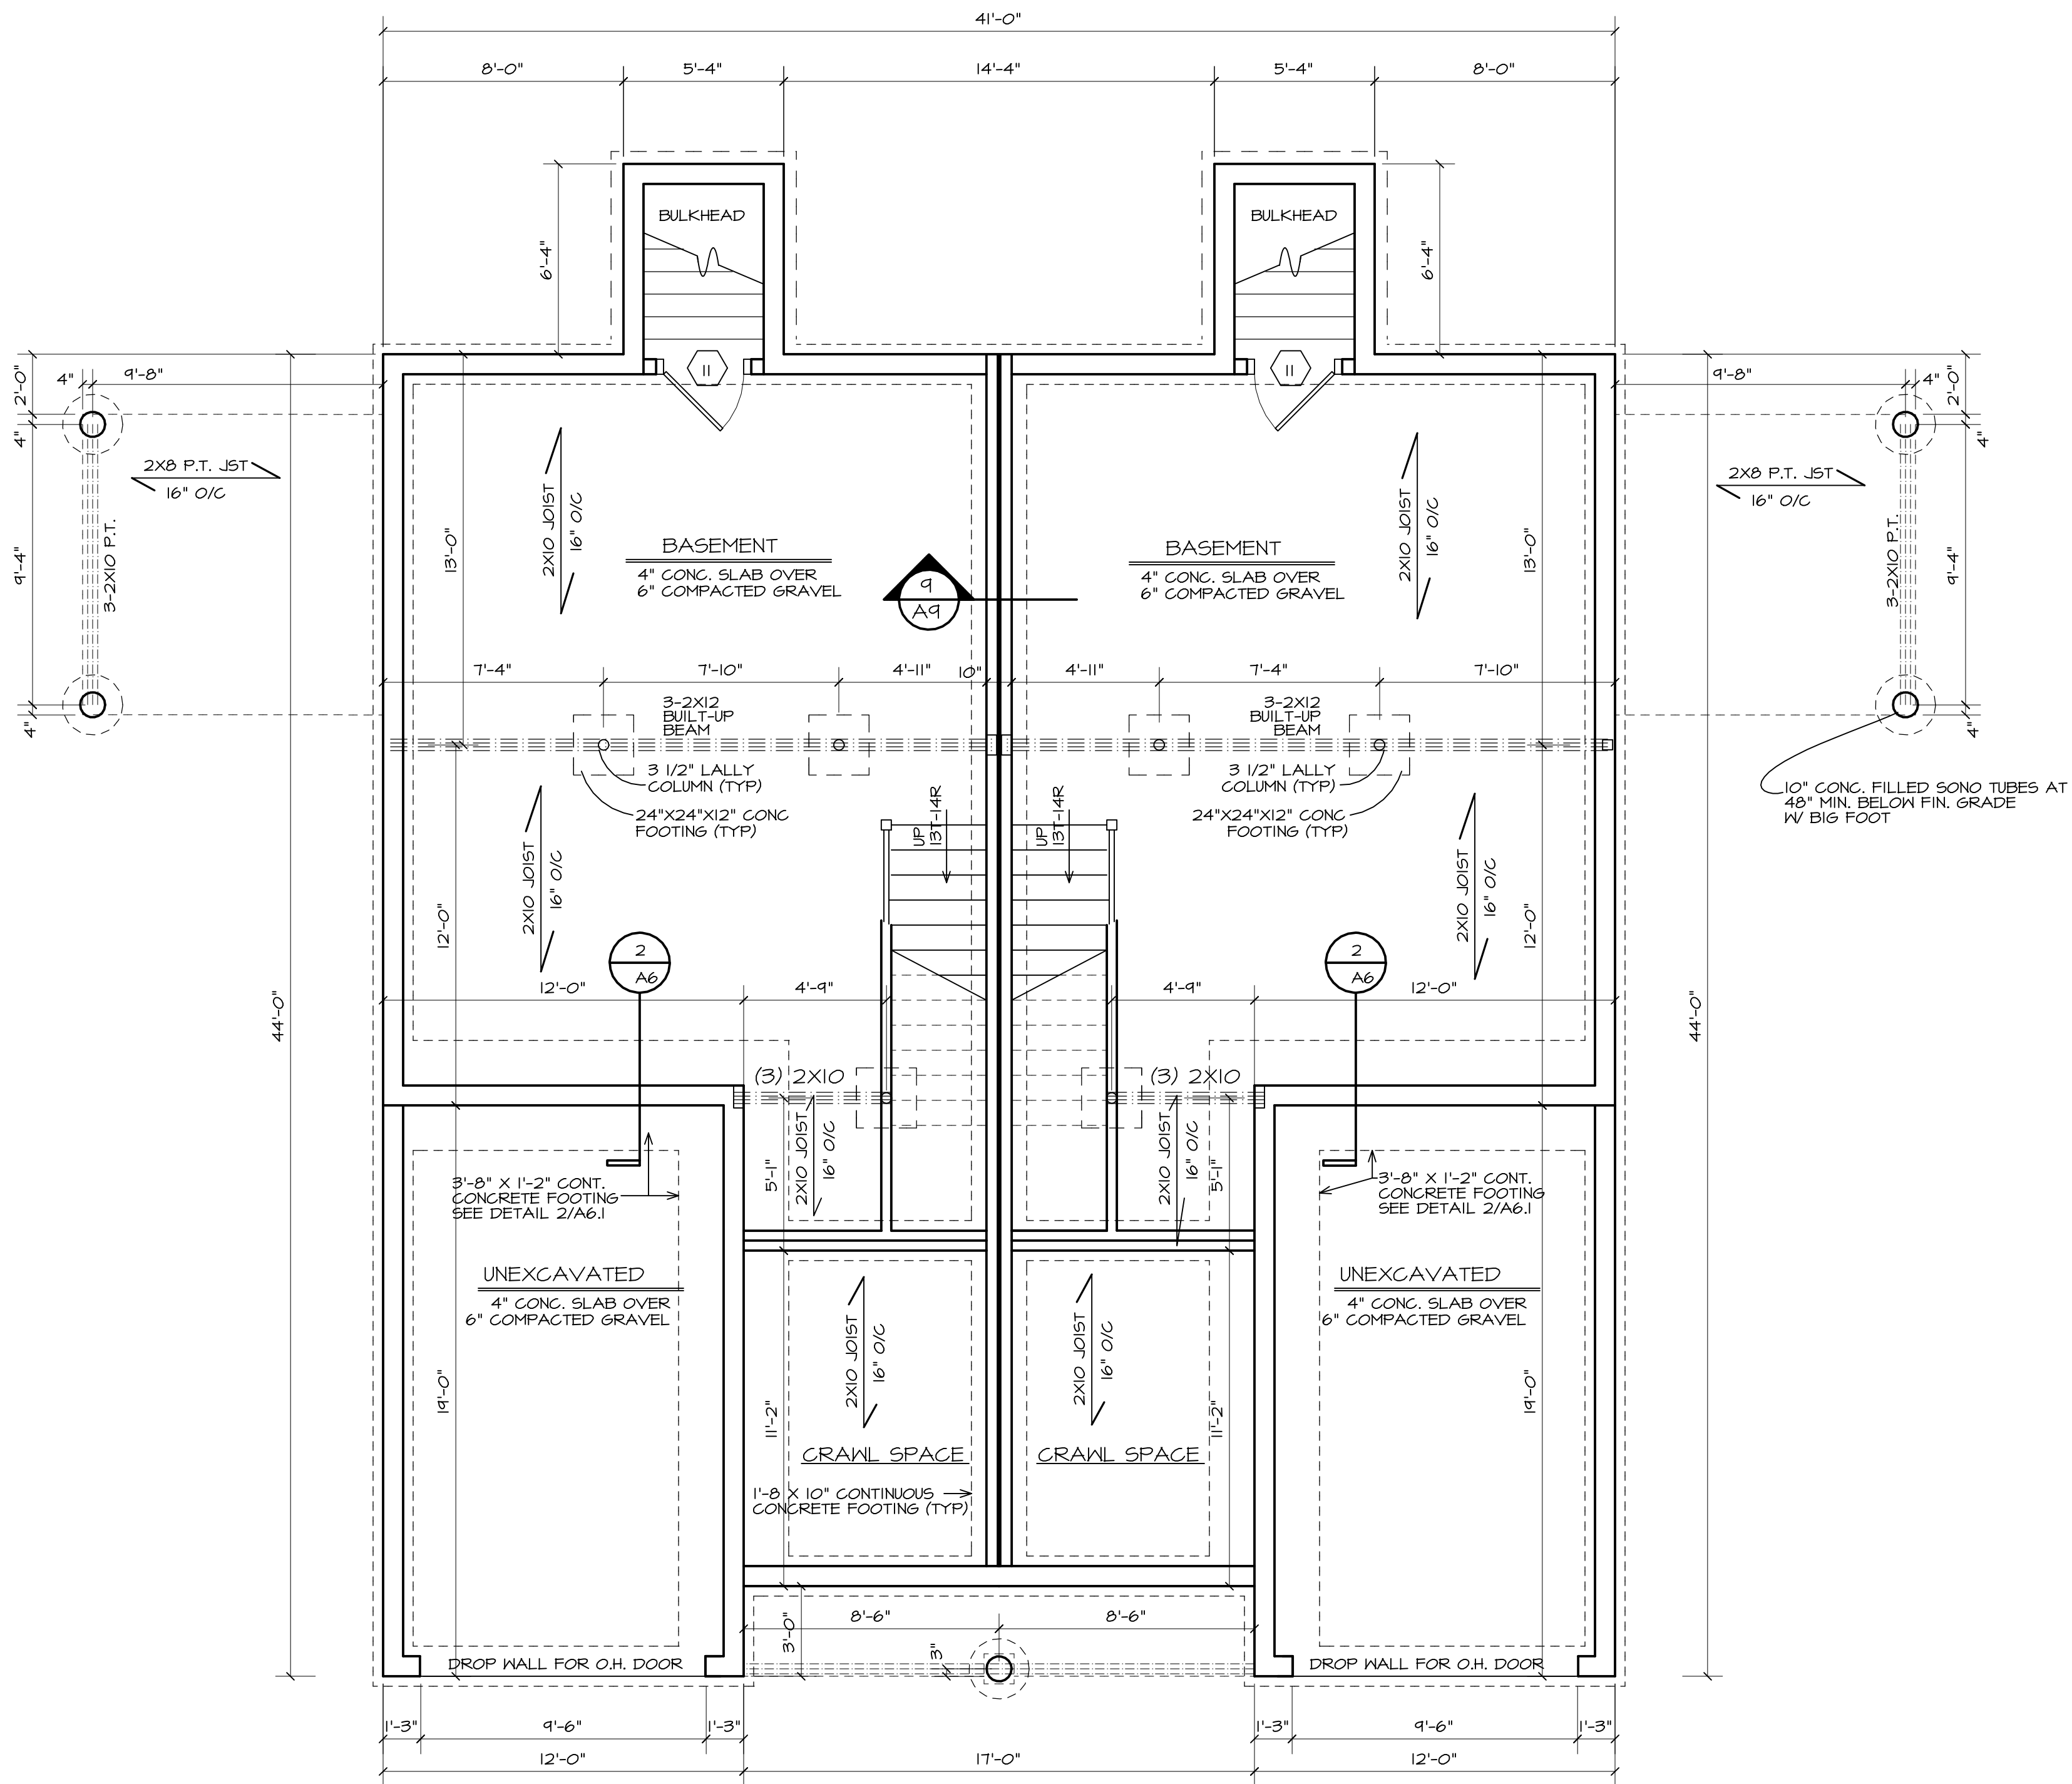 41'-0"
8'-0" 5'-4" 14'-4" 5'-4" 8'-0"
BULKHEAD
BULKHEAD
6'-4"
6'-4"
11
11
2'-0"
4" 9'-8"
9'-8" 4"
2'-0"
4"
4"
2X8 P.T. JST
16" O/C
2X8 P.T. JST
16" O/C
9'-4"
3-2X10 P.T.
4"
13'-0"
2X10 JOIST
16" O/C
BASEMENT
4" CONC. SLAB OVER
6" COMPACTED GRAVEL
9
A9
BASEMENT
4" CONC. SLAB OVER
6" COMPACTED GRAVEL
2X10 JOIST
16" O/C
13'-0"
3-2X10 P.T.
9'-4"
4"
7'-4" 7'-10" 4'-11" 10" 4'-11" 7'-4" 7'-10"
3-2X12
BUILT-UP
BEAM
3-2X12
BUILT-UP
BEAM
3 1/2" LALLY
COLUMN (TYP)
3 1/2" LALLY
COLUMN (TYP)
24"X24"X12" CONC
FOOTING (TYP)
24"X24"X12" CONC
FOOTING (TYP)
10" CONC. FILLED SONO TUBES AT
48" MIN. BELOW FIN. GRADE
W/ BIG FOOT
UP
13T-14R
UP
13T-14R
2X10 JOIST
16" O/C
2X10 JOIST
16" O/C
12'-0"
12'-0"
2
A6
2
A6
44'-0"
44'-0"
12'-0" 4'-9" 4'-9" 12'-0"
(3) 2X10
(3) 2X10
2X10 JOIST
16" O/C
2X10 JOIST
16" O/C
5'-1"
5'-1"
3'-8" X 1'-2" CONT.
CONCRETE FOOTING
SEE DETAIL 2/A6.1
3'-8" X 1'-2" CONT.
CONCRETE FOOTING
SEE DETAIL 2/A6.1
UNEXCAVATED
4" CONC. SLAB OVER
6" COMPACTED GRAVEL
UNEXCAVATED
4" CONC. SLAB OVER
6" COMPACTED GRAVEL
2X10 JOIST
16" O/C
2X10 JOIST
16" O/C
19'-0"
11'-2"
11'-2"
19'-0"
CRAWL SPACE
CRAWL SPACE
1'-8 X 10" CONTINUOUS
CONCRETE FOOTING (TYP)
8'-6" 8'-6"
3'-0"
3"
DROP WALL FOR O.H. DOOR
DROP WALL FOR O.H. DOOR
1'-3" 9'-6" 1'-3" 1'-3" 9'-6" 1'-3"
12'-0" 17'-0" 12'-0"